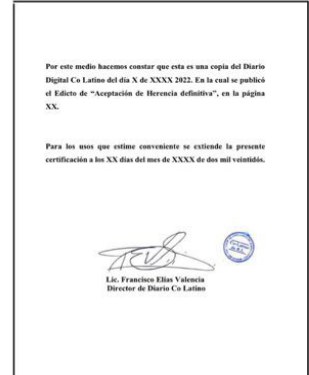 Por este medio hacemos constar que esta es una copia del Diario
Digital Co Latino del día X de XXXX 2022. En la cual se publicó
el Edicto de “Aceptación de Herencia definitiva”, en la página
XX.
Para los usos que estime conveniente se extiende la presente
certificación a los XX días del mes de XXXX de dos mil veintidós.
Lic. Francisco Elías Valencia
Director de Diario Co Latino